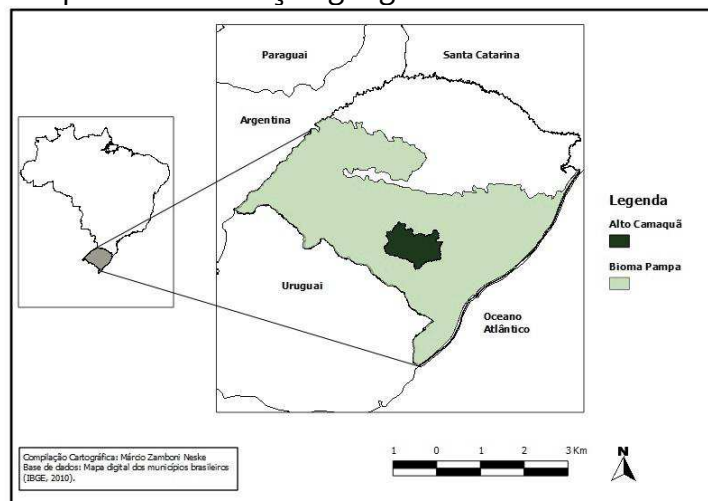 Paraguai
Santa Catarina
Argentina
Legenda
Alto Camaquã
Bioma Pampa
Uruguai
Oceano
Atlântico
Compilação Cartográfica: Márcio Zamboni Neske
Base de dados: Mapa digital dos municípios brasileiros
(IBGE, 2010).
1 0 1 2 3 Km
N